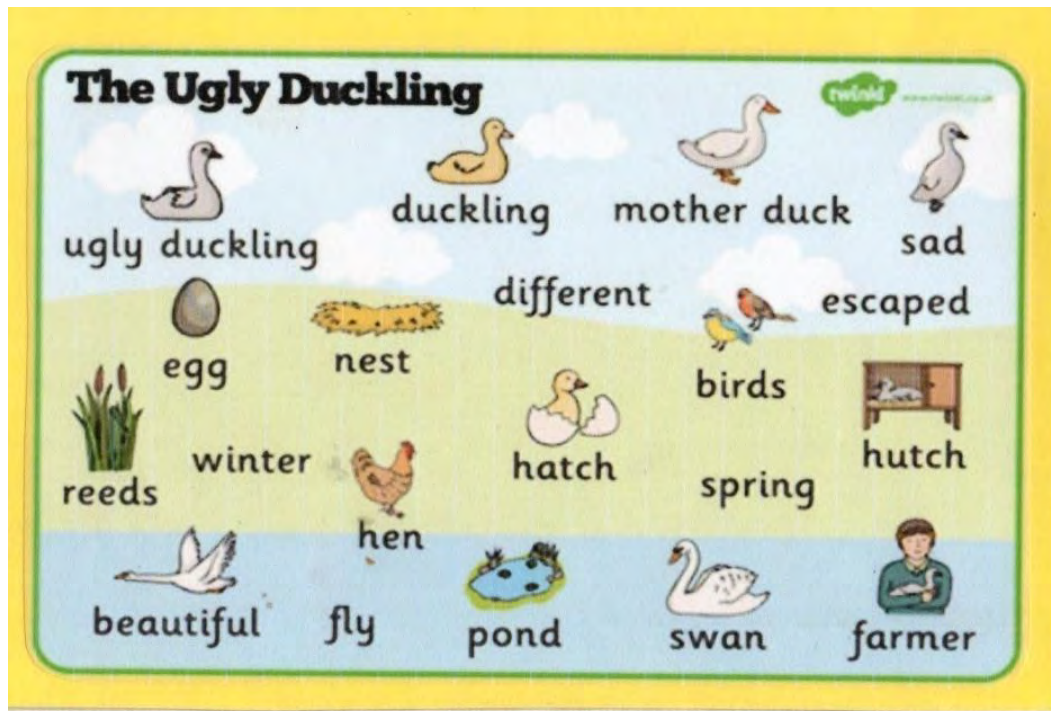 The Ugly Duckling
twinkl
ugly duckling
duckling
mother duck
sad
egg
nest
different
birds
escaped
reeds
winter
hen
hatch
spring
hutch
beautiful
fly
pond
swan
farmer